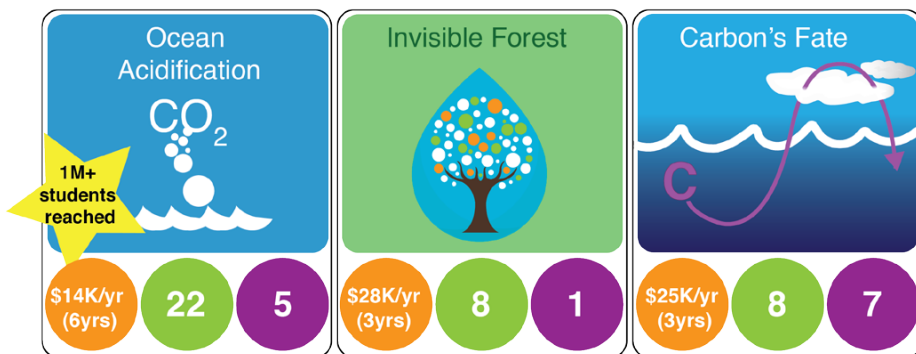 Ocean
Acidification
CO2
1M+
students
reached
$14K/yr
(6yrs)
22
5
Invisible Forest
$28K/yr
(3yrs)
8
1
Carbon's Fate
C
$25K/yr
(3yrs)
8
7